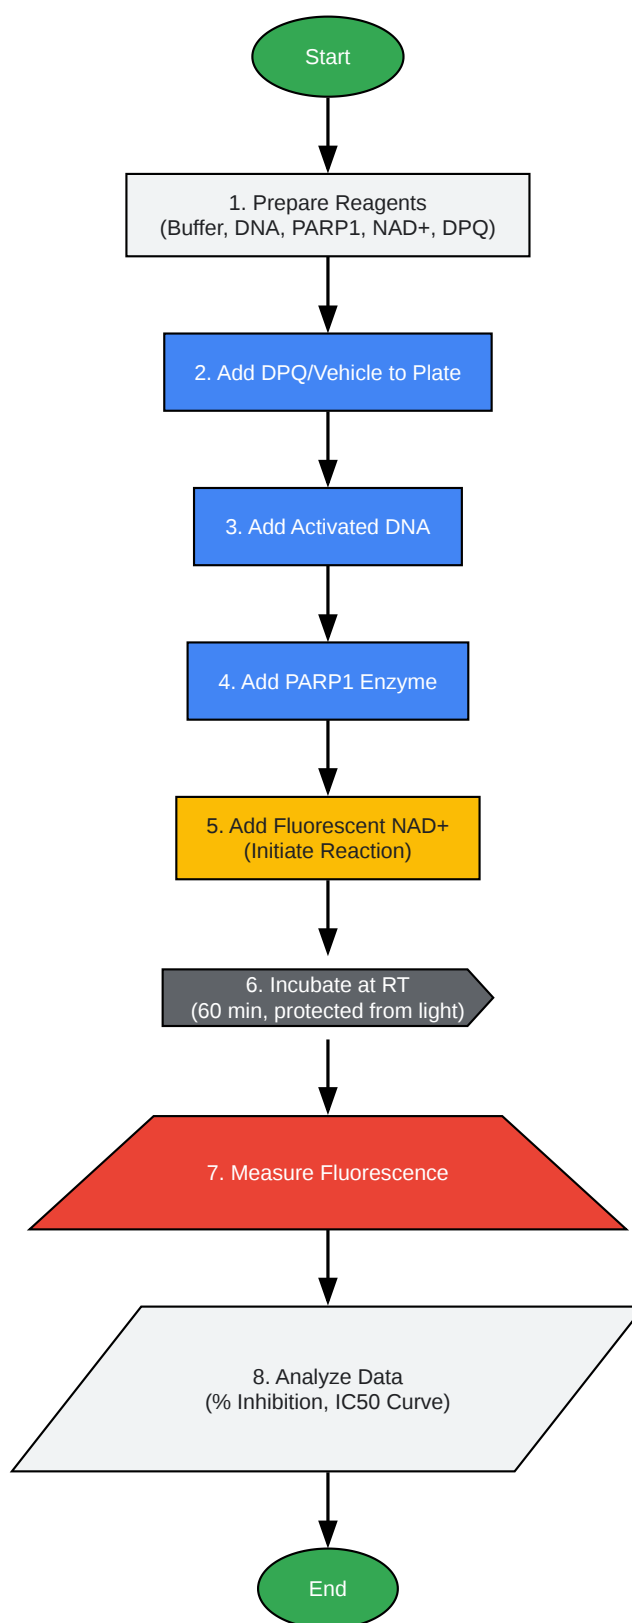 Start
1. Prepare Reagents
(Buffer, DNA, PARP1, NAD+, DPQ)
2. Add DPQ/Vehicle to Plate
3. Add Activated DNA
4. Add PARP1 Enzyme
5. Add Fluorescent NAD+
(Initiate Reaction)
6. Incubate at RT
(60 min, protected from light)
7. Measure Fluorescence
8. Analyze Data
(% Inhibition, IC50 Curve)
End